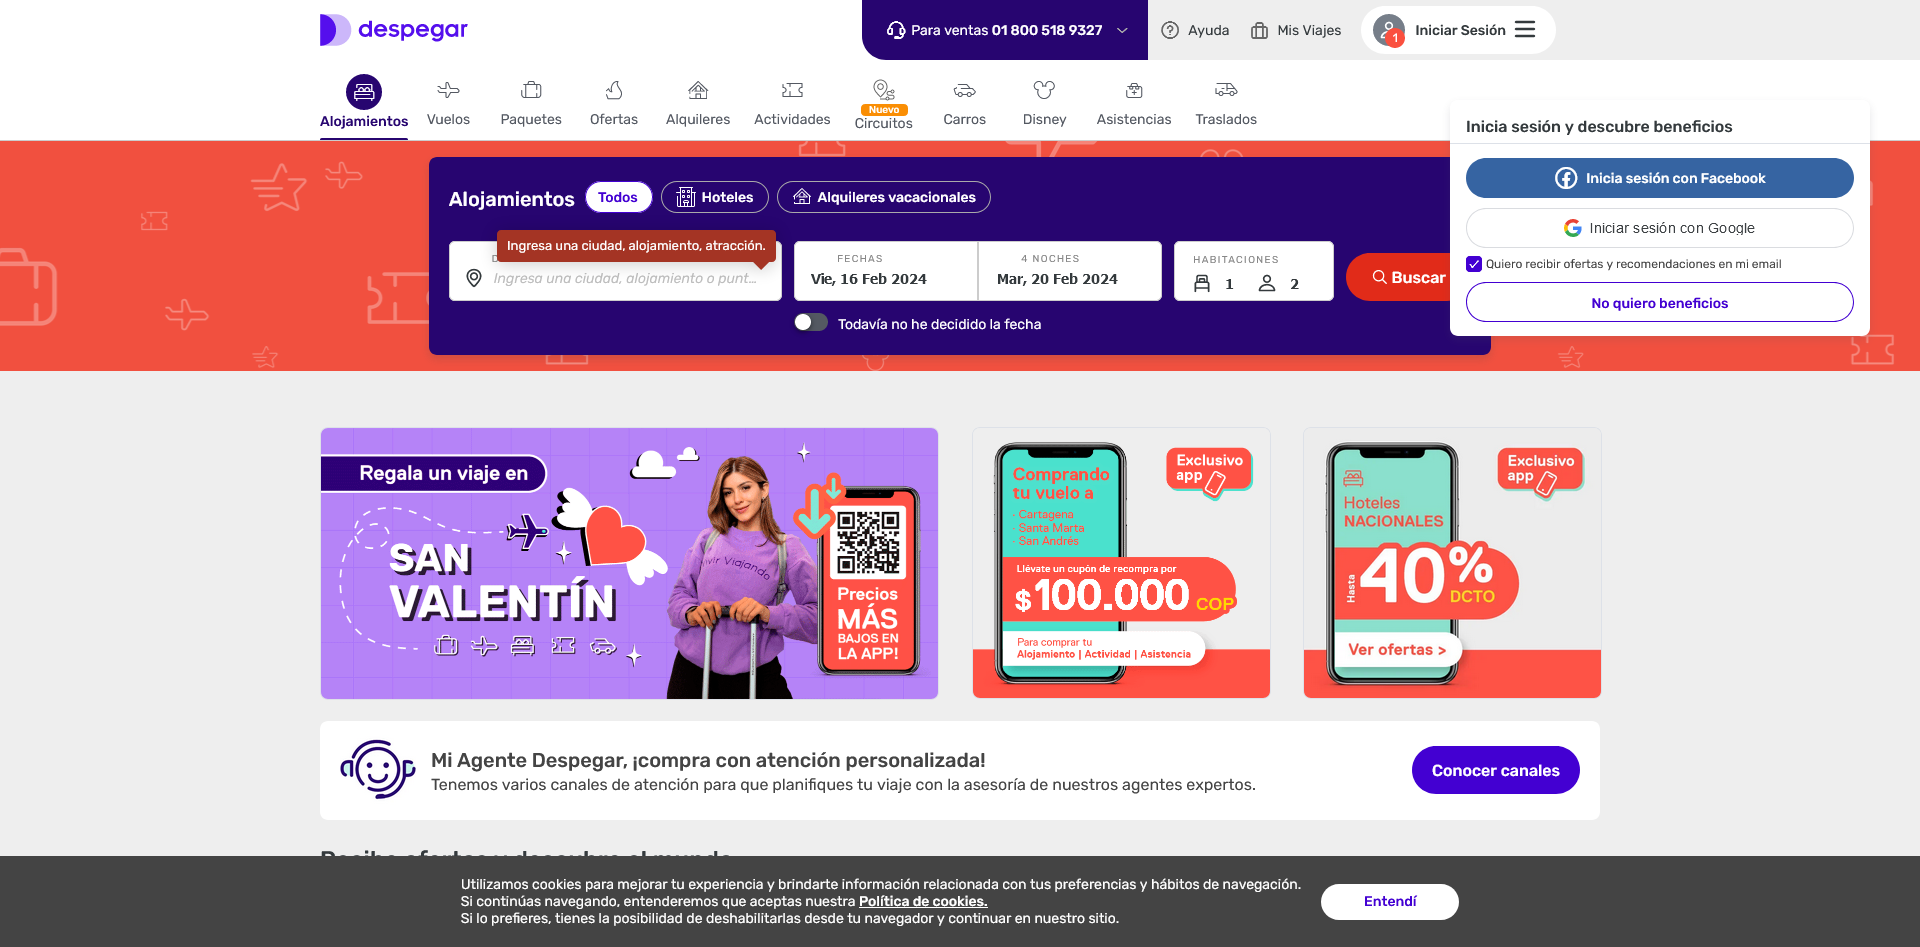 despegar
Para ventas 01 800 518 9327
Ayuda
Mis Viajes
1
Iniciar Sesión
Alojamientos
Vuelos
Paquetes
Ofertas
Alquileres
Actividades
Nuevo
Circuitos
Carros
Disney
Asistencias
Traslados
Inicia sesión y descubre beneficios
Inicia sesión con Facebook
Iniciar sesión con Google
Quiero recibir ofertas y recomendaciones en mi email
No quiero beneficios
Alojamientos
Todos
Hoteles
Alquileres vacacionales
Ingresa una ciudad, alojamiento, atracción.
Ingresa una ciudad, alojamiento o punt...
FECHAS
Vie, 16 Feb 2024
4 NOCHES
Mar, 20 Feb 2024
HABITACIONES
1
2
Buscar
Todavía no he decidido la fecha
Regala un viaje en
SAN
VALENTÍN
Vivir Viajando
Precios
MÁS
BAJOS EN
LA APP!
Comprando
tu vuelo a
· Cartagena
· Santa Marta
· San Andrés
Exclusivo
app
Llévate un cupón de recompra por
$100.000 COP
Para comprar tu
Alojamiento | Actividad | Asistencia
Hoteles
NACIONALES
Exclusivo
app
Hasta
40%
DCTO
Ver ofertas >
Mi Agente Despegar, ¡compra con atención personalizada!
Tenemos varios canales de atención para que planifiques tu viaje con la asesoría de nuestros agentes expertos.
Conocer canales
Recibe ofertas y descubre el mundo
Utilizamos cookies para mejorar tu experiencia y brindarte información relacionada con tus preferencias y hábitos de navegación.
Si continúas navegando, entenderemos que aceptas nuestra Política de cookies.
Si lo prefieres, tienes la posibilidad de deshabilitarlas desde tu navegador y continuar en nuestro sitio.
Entendí